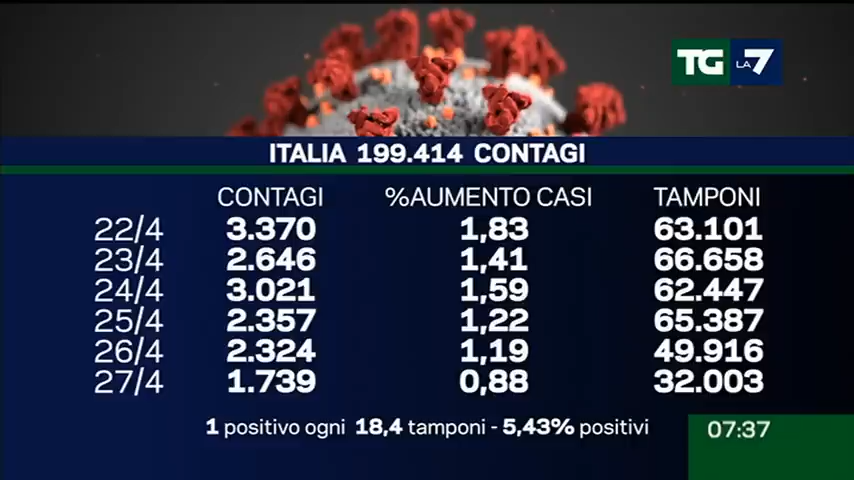 TG LA7
ITALIA 199.414 CONTAGI
CONTAGI %AUMENTO CASI TAMPONI
22/4 3.370 1,83 63.101
23/4 2.646 1,41 66.658
24/4 3.021 1,59 62.447
25/4 2.357 1,22 65.387
26/4 2.324 1,19 49.916
27/4 1.739 0,88 32.003
1 positivo ogni 18,4 tamponi - 5,43% positivi
07:37